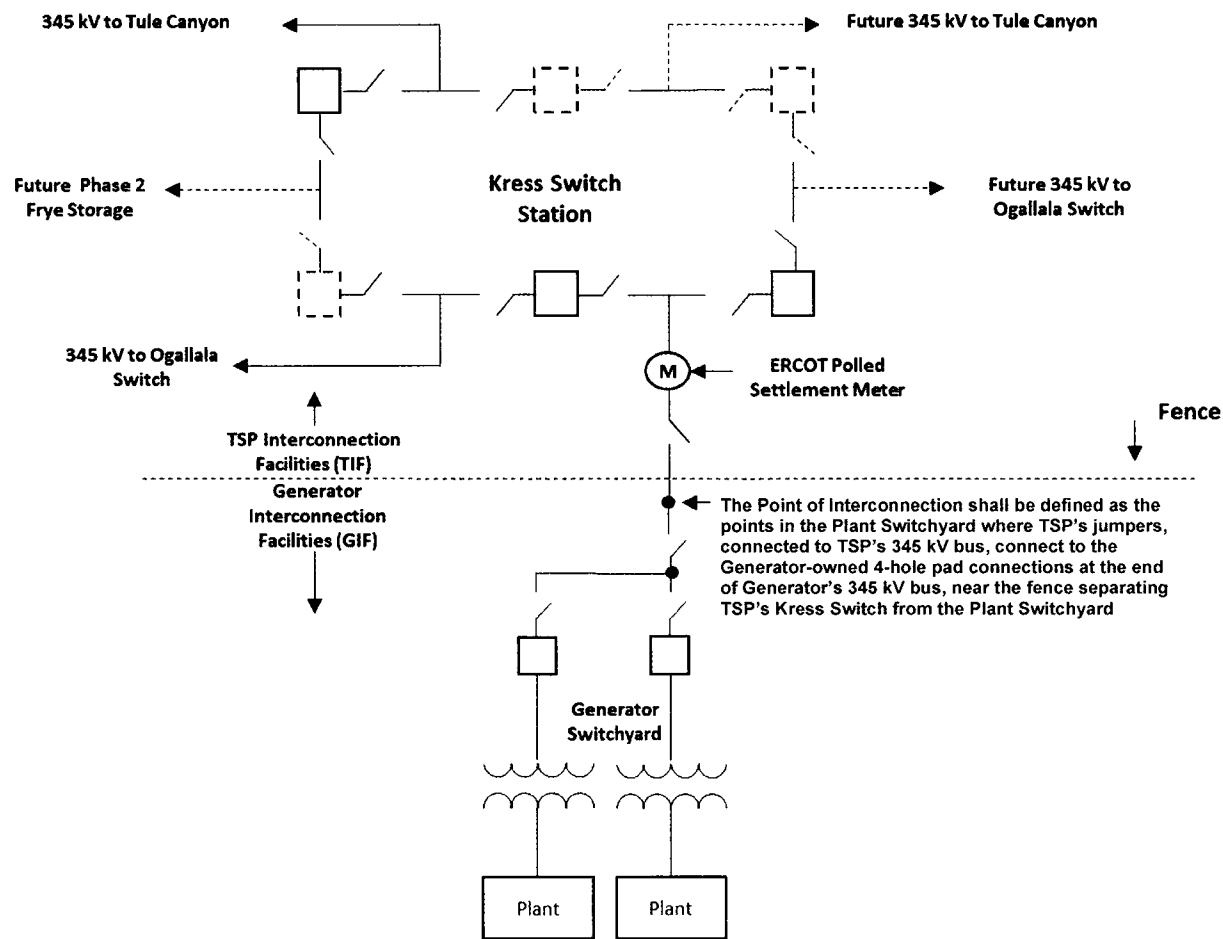 345 kV to Tule Canyon
Future 345 kV to Tule Canyon
Future Phase 2
Frye Storage
Kress Switch
Station
Future 345 kV to
Ogallala Switch
345 kV to Ogallala
Switch
M
ERCOT Polled
Settlement Meter
Fence
TSP Interconnection
Facilities (TIF)
Generator
Interconnection
Facilities (GIF)
The Point of Interconnection shall be defined as the
points in the Plant Switchyard where TSP's jumpers,
connected to TSP's 345 kV bus, connect to the
Generator-owned 4-hole pad connections at the end
of Generator's 345 kV bus, near the fence separating
TSP's Kress Switch from the Plant Switchyard
Generator
Switchyard
Plant
Plant